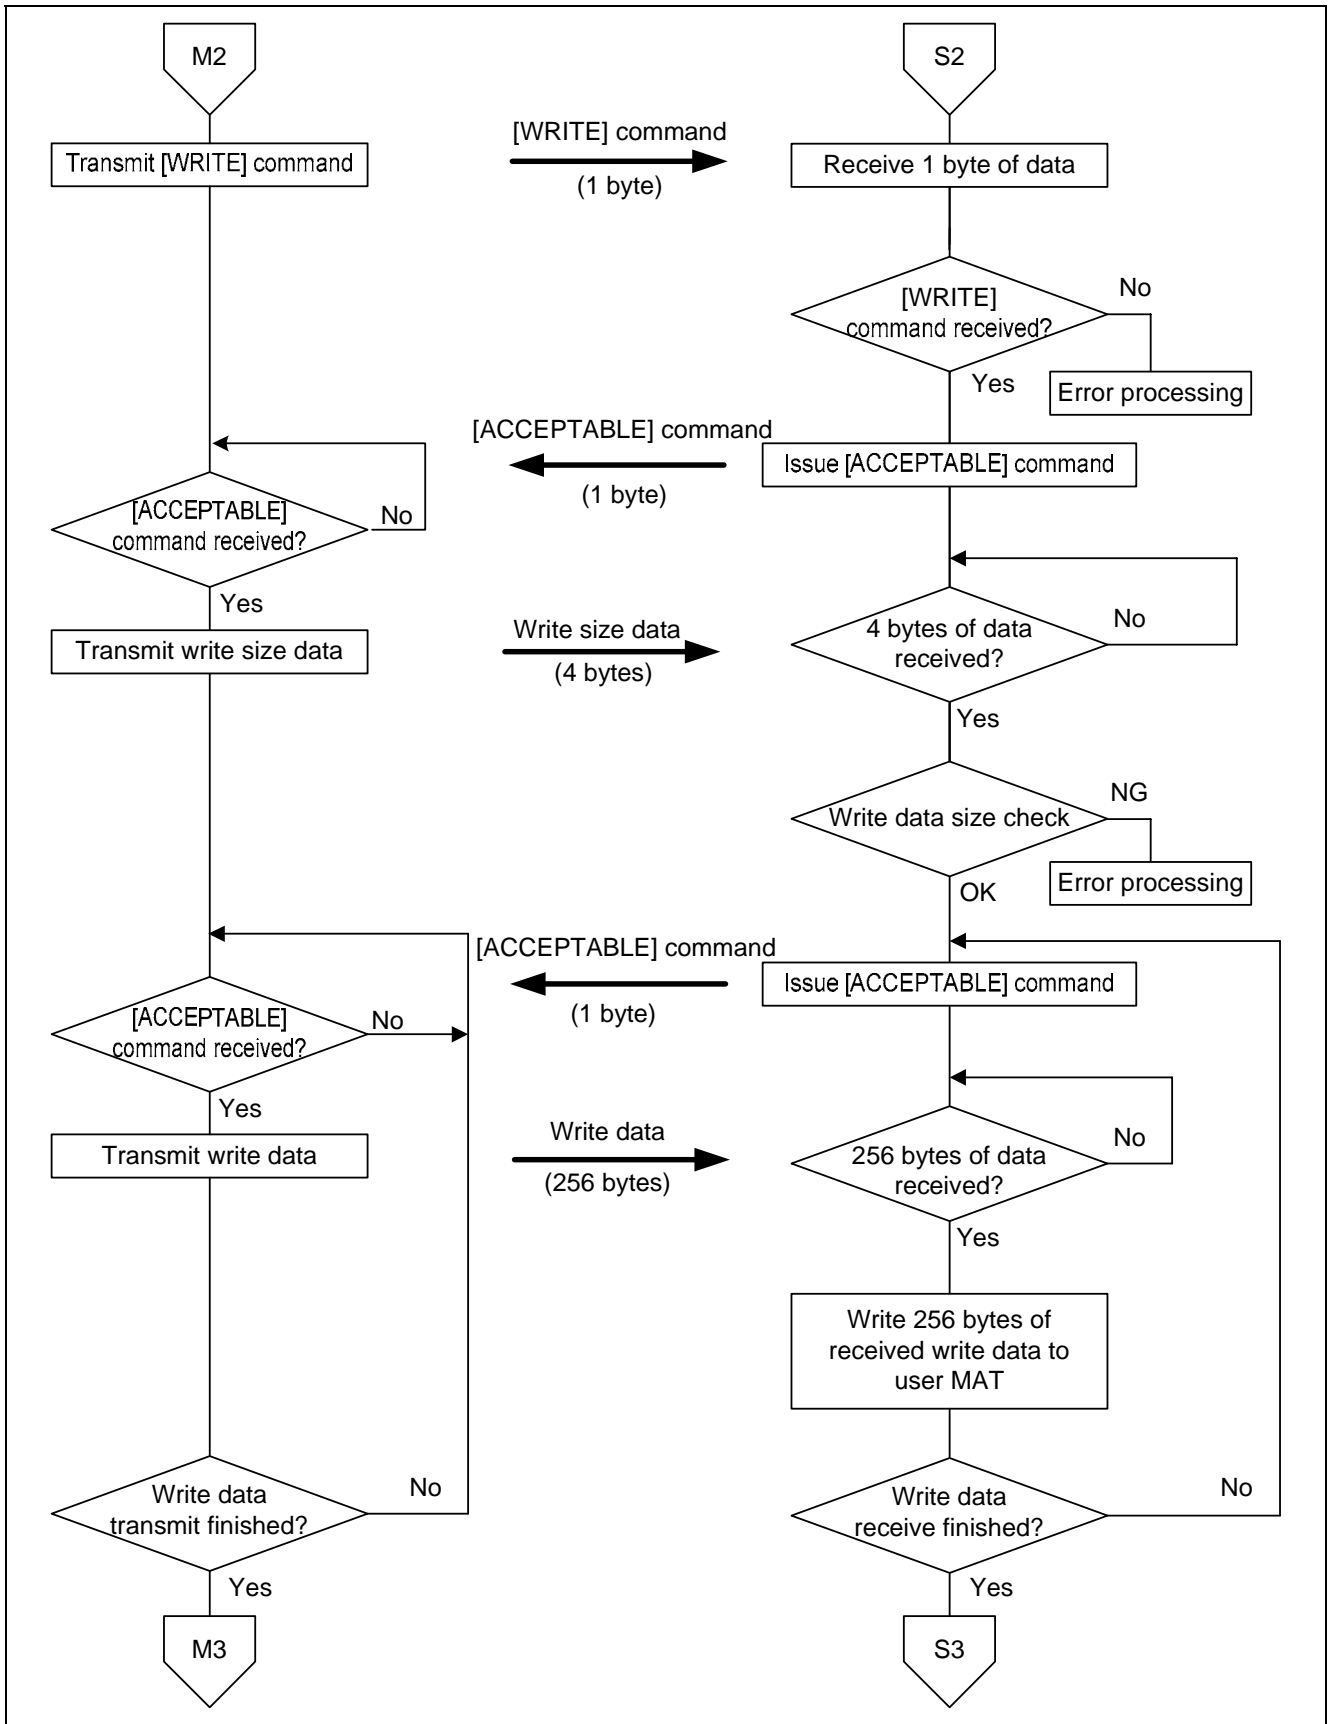 M2
S2
[WRITE] command
Transmit [WRITE] command
Receive 1 byte of data
(1 byte)
[WRITE]
command received?
No
Yes
Error processing
[ACCEPTABLE] command
Issue [ACCEPTABLE] command
(1 byte)
[ACCEPTABLE]
command received?
No
Yes
Transmit write size data
Write size data
(4 bytes)
4 bytes of data
received?
No
Yes
Write data size check
NG
Error processing
OK
[ACCEPTABLE] command
Issue [ACCEPTABLE] command
(1 byte)
[ACCEPTABLE]
command received?
No
Yes
Transmit write data
Write data
(256 bytes)
256 bytes of data
received?
No
Yes
Write 256 bytes of
received write data to
user MAT
Write data
transmit finished?
No
Yes
Write data
receive finished?
No
Yes
M3
S3